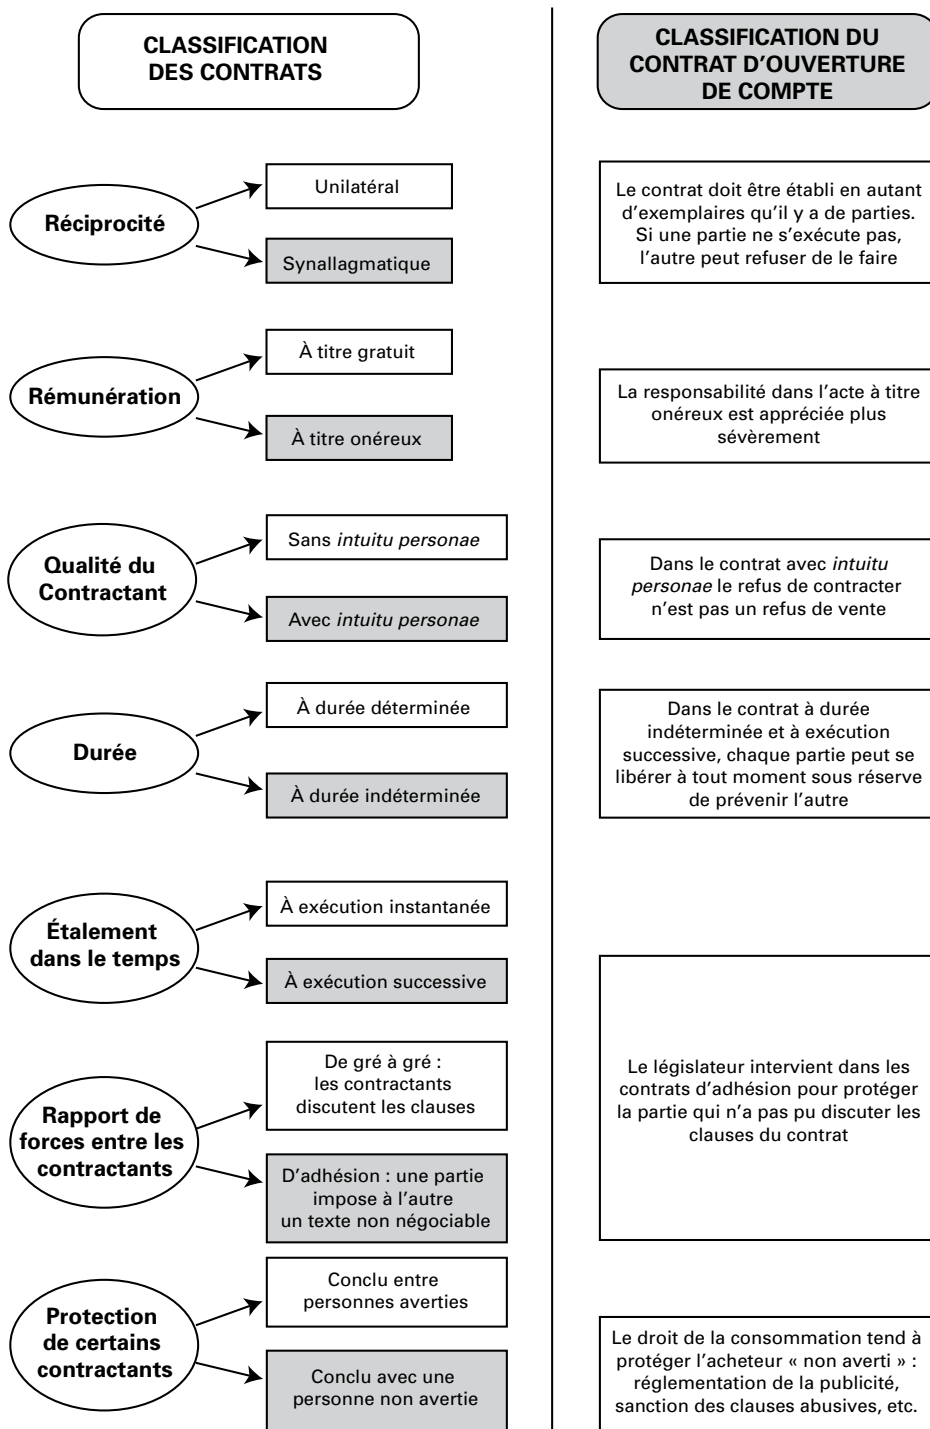 CLASSIFICATION
DES CONTRATS
CLASSIFICATION DU
CONTRAT D'OUVERTURE
DE COMPTE
Réciprocité
Unilatéral
Synallagmatique
Le contrat doit être établi en autant
d'exemplaires qu'il y a de parties.
Si une partie ne s'exécute pas,
l'autre peut refuser de le faire
Rémunération
À titre gratuit
À titre onéreux
La responsabilité dans l'acte à titre
onéreux est appréciée plus
sévèrement
Qualité du
Contractant
Sans intuitu personae
Avec intuitu personae
Dans le contrat avec intuitu
personae le refus de contracter
n'est pas un refus de vente
Durée
À durée déterminée
À durée indéterminée
Dans le contrat à durée
indéterminée et à exécution
successive, chaque partie peut se
libérer à tout moment sous réserve
de prévenir l'autre
Étalement
dans le temps
À exécution instantanée
À exécution successive
Rapport de
forces entre les
contractants
De gré à gré :
les contractants
discutent les clauses
D'adhésion : une partie
impose à l'autre
un texte non négociable
Le législateur intervient dans les
contrats d'adhésion pour protéger
la partie qui n'a pas pu discuter les
clauses du contrat
Protection
de certains
contractants
Conclu entre
personnes averties
Conclu avec une
personne non avertie
Le droit de la consommation tend à
protéger l'acheteur « non averti » :
réglementation de la publicité,
sanction des clauses abusives, etc.